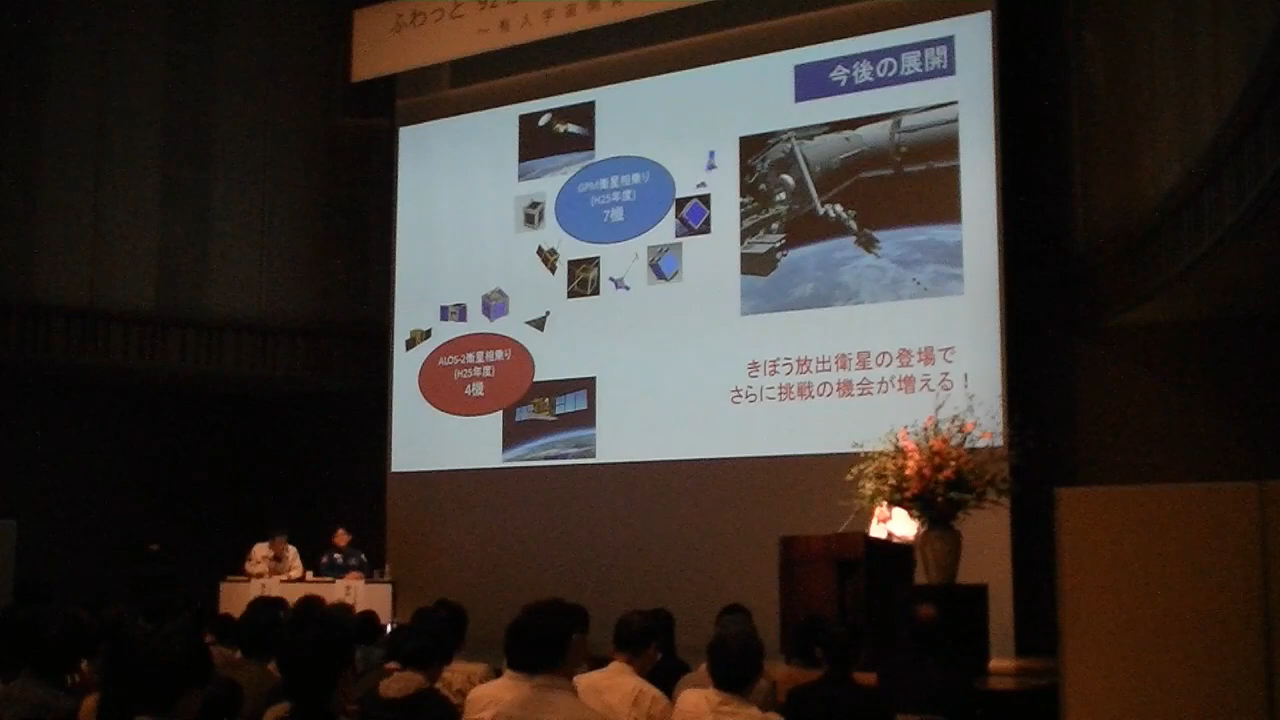 ふわっと '92
今後の展開
GPM衛星相乗り
(H25年度)
7機
ALOS-2衛星相乗り
(H25年度)
4機
きぼう放出衛星の登場で
さらに挑戦の機会が増える！